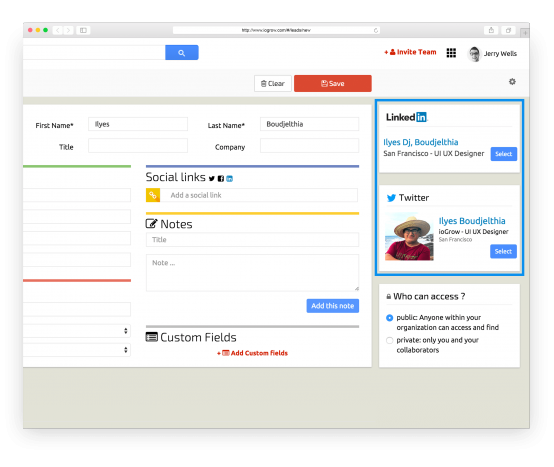 http://www.iogrow.com/#/leads/new
+ Invite Team
Jerry Wells
Clear
Save
First Name*
Ilyes
Last Name*
Boudjelthia
Title
Company
Social links
Add a social link
Notes
Title
Note ...
Add this note
Custom Fields
+ Add Custom fields
Linked in
Ilyes Dj, Boudjelthia
San Francisco - UI UX Designer
Select
Twitter
Ilyes Boudjelthia
ioGrow - UI UX Designer
San Francisco
Select
Who can access ?
public: Anyone within your
organization can access and find
private: only you and your
collaborators